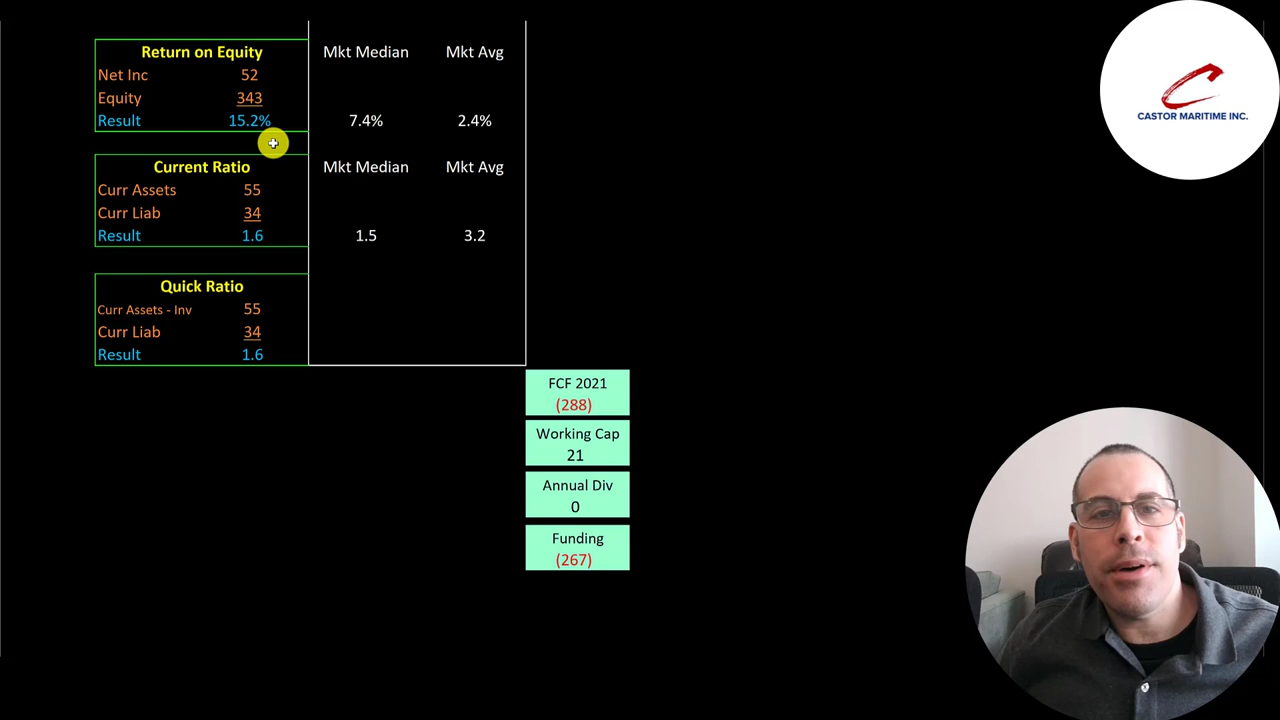 Return on Equity Mkt Median Mkt Avg
Net Inc 52
Equity 343
Result 15.2% 7.4% 2.4%
Current Ratio Mkt Median Mkt Avg
Curr Assets 55
Curr Liab 34
Result 1.6 1.5 3.2
Quick Ratio
Curr Assets - Inv 55
Curr Liab 34
Result 1.6
FCF 2021
(288)
Working Cap
21
Annual Div
0
Funding
(267)
CASTOR MARITIME INC.